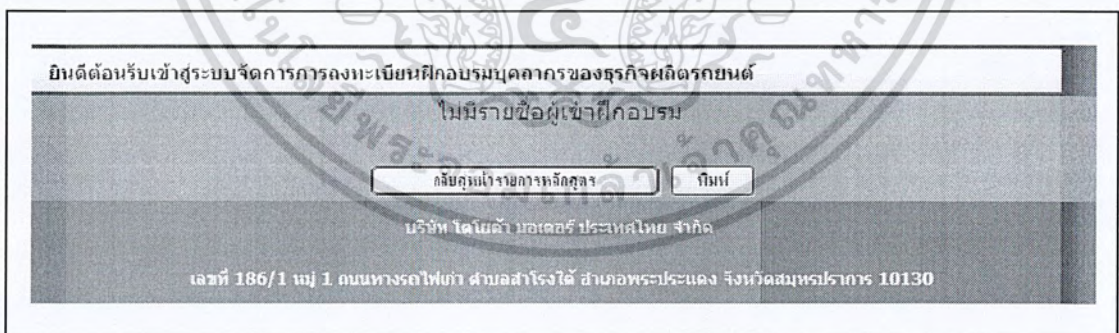 ยินดีต้อนรับเข้าสู่ระบบจัดการการลงทะเบียนฝึกอบรมบุคลากรของธุรกิจผลิตรถยนต์
ไม่มีรายชื่อผู้เข้าฝึกอบรม
กลับสู่หน้ารายการหลักสูตร พิมพ์
บริษัท โตโยต้า มอเตอร์ ประเทศไทย จำกัด
เลขที่ 186/1 หมู่ 1 ถนนทางรถไฟเก่า ตำบลสำโรงใต้ อำเภอพระประแดง จังหวัดสมุทรปราการ 10130